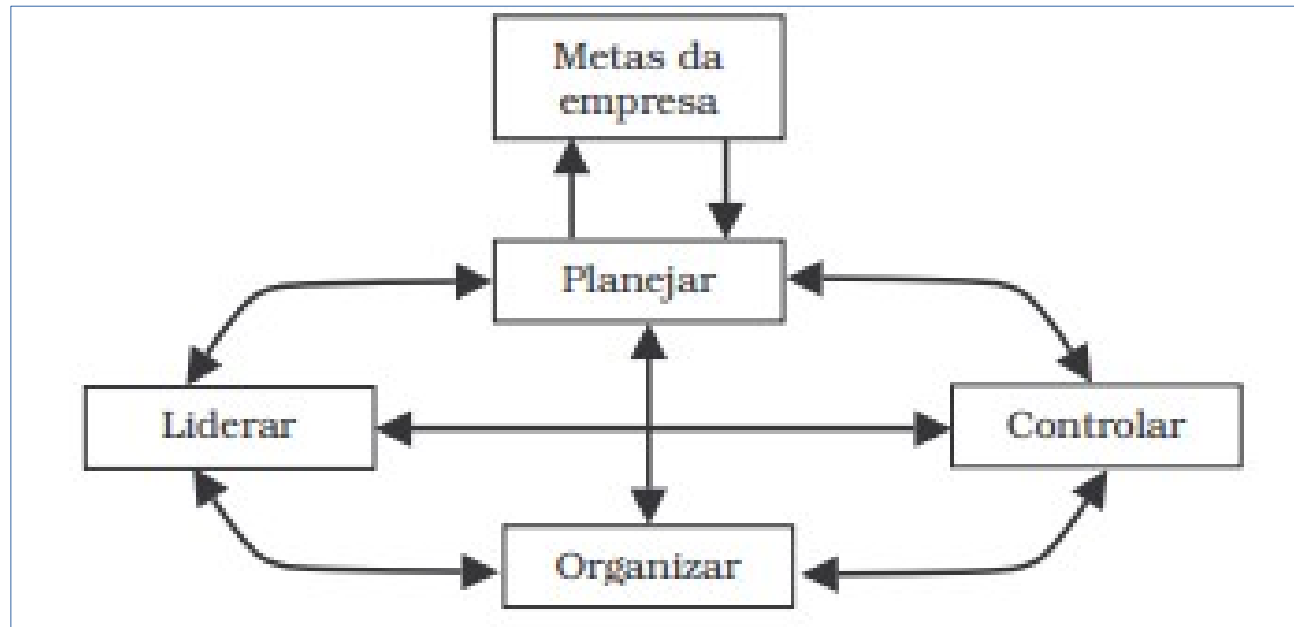 Metas da
empresa
Planejar
Liderar
Controlar
Organizar